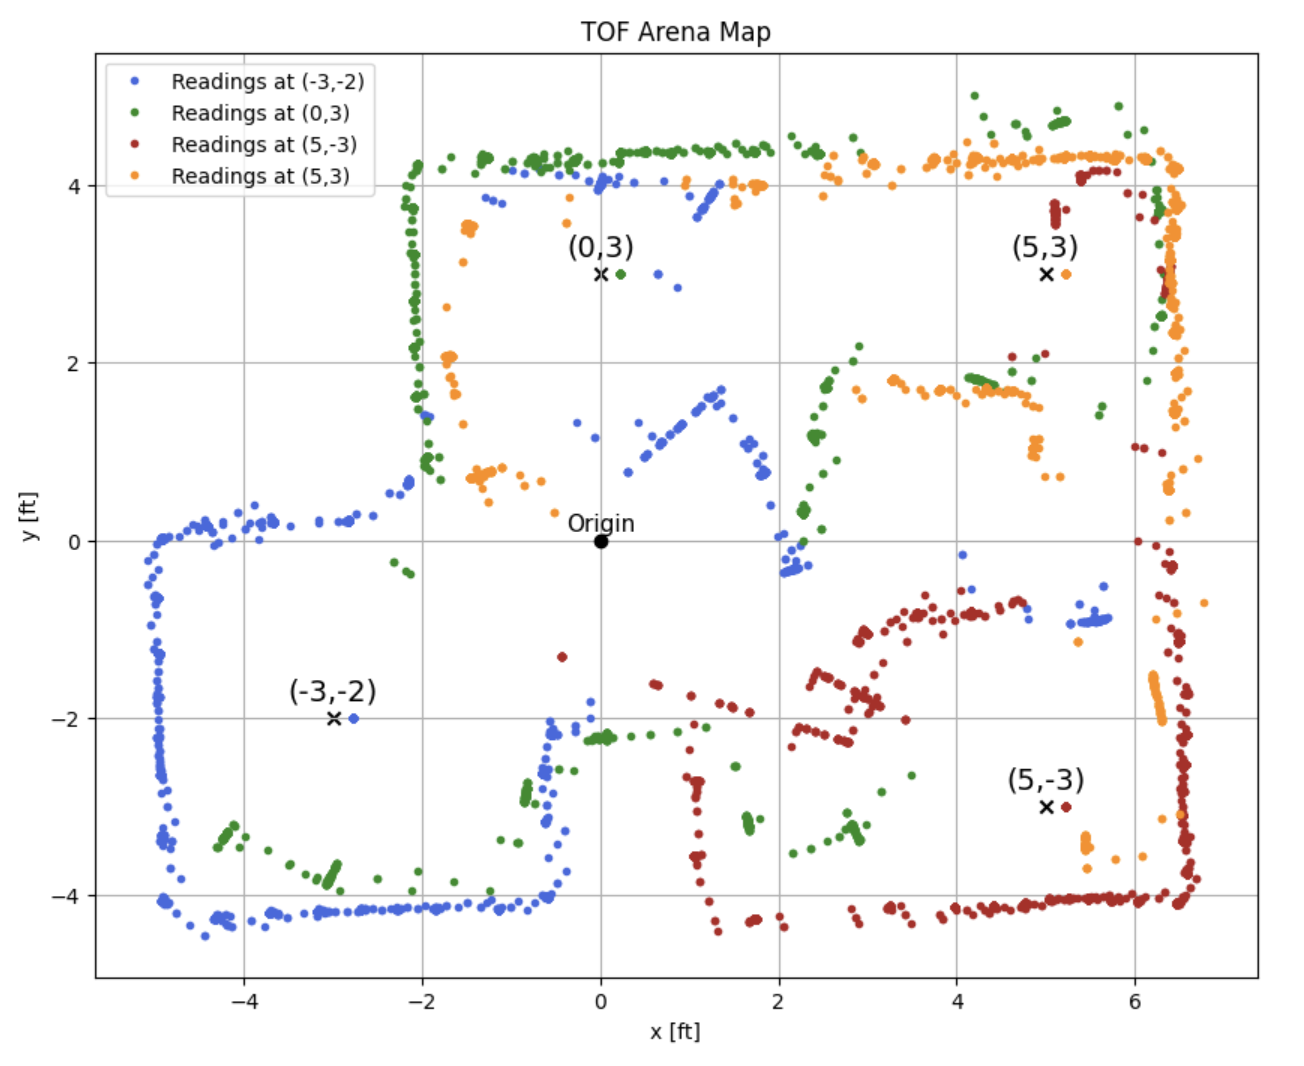 TOF Arena Map
Readings at (-3,-2)
Readings at (0,3)
Readings at (5,-3)
Readings at (5,3)
4
2
0
−2
−4
y [ft]
(0,3)
(5,3)
Origin
(-3,-2)
(5,-3)
−4
−2
0
2
4
6
x [ft]